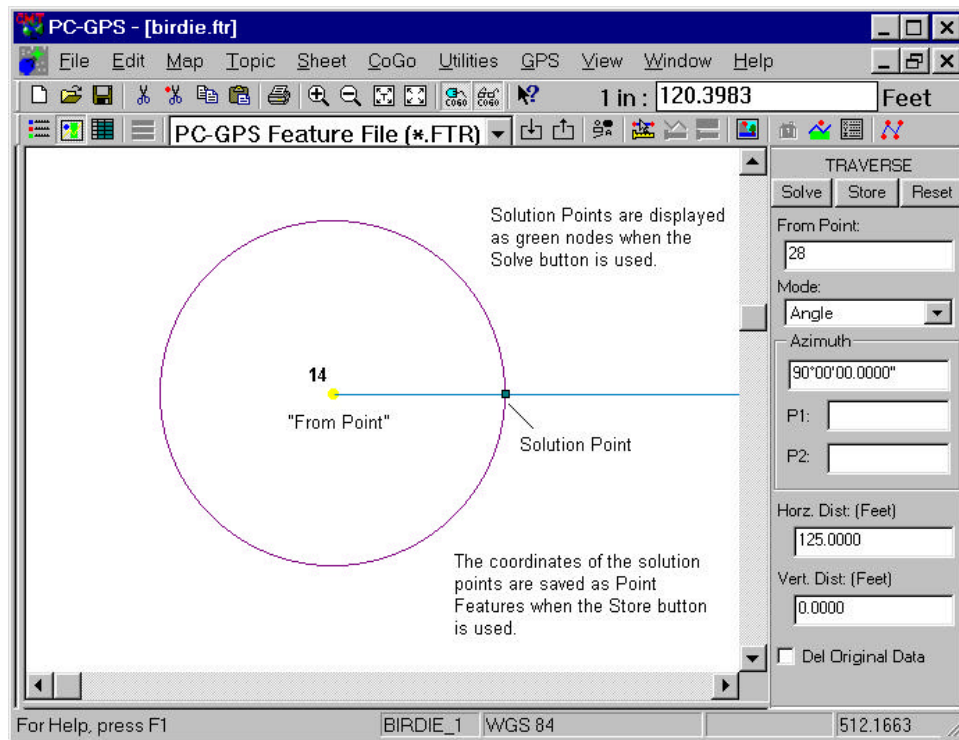 PC-GPS - [birdie.ftr]
File Edit Map Topic Sheet CoGo Utilities GPS View Window Help
COGO COGO 1 in : 120.3983 Feet
PC-GPS Feature File (*.FTR)
TRAVERSE
Solve Store Reset
From Point:
28
Mode:
Angle
Azimuth
90°00'00.0000"
P1:
P2:
Horz. Dist: (Feet)
125.0000
Vert. Dist: (Feet)
0.0000
Del Original Data
Solution Points are displayed
as green nodes when the
Solve button is used.
14
"From Point"
Solution Point
The coordinates of the solution
points are saved as Point
Features when the Store button
is used.
For Help, press F1 BIRDIE_1 WGS 84 512.1663